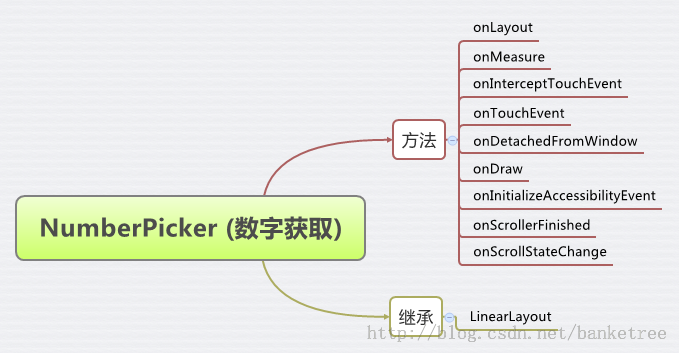 onLayout
onMeasure
onInterceptTouchEvent
onTouchEvent
方法
onDetachedFromWindow
onDraw
onInitializeAccessibilityEvent
NumberPicker (数字获取)
onScrollerFinished
onScrollStateChange
继承
LinearLayout
http://blog.csdn.net/banketree